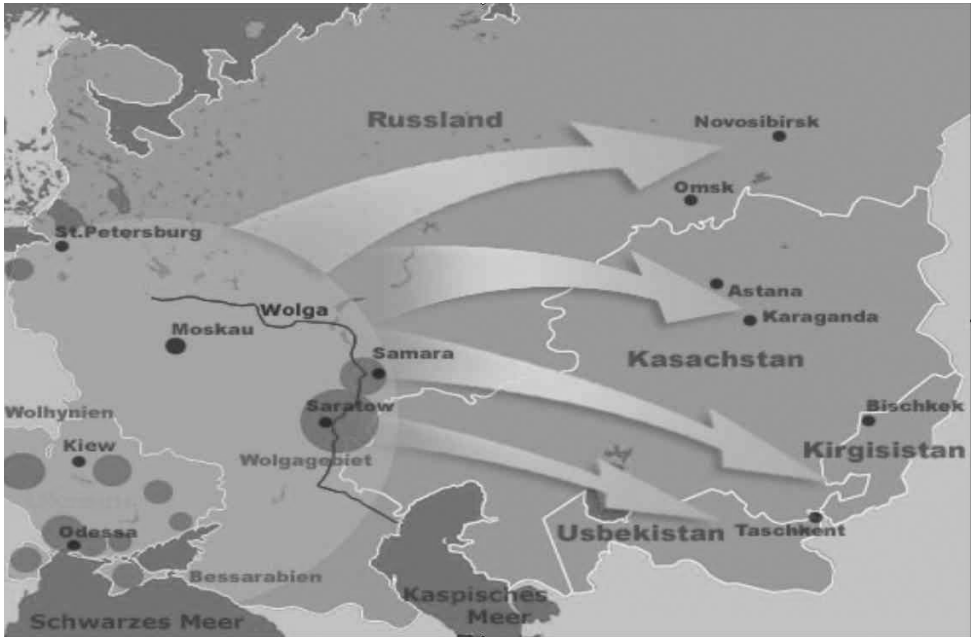 Russland
Novosibirsk
Omsk
St.Petersburg
Astana
Wolga
Karaganda
Moskau
Samara
Kasachstan
Saratow
Bischkek
Wolhynien
Kiew
Wolgagebiet
Kirgisistan
Odessa
Usbekistan
Taschkent
Bessarabien
Kaspisches
Meer
Schwarzes Meer